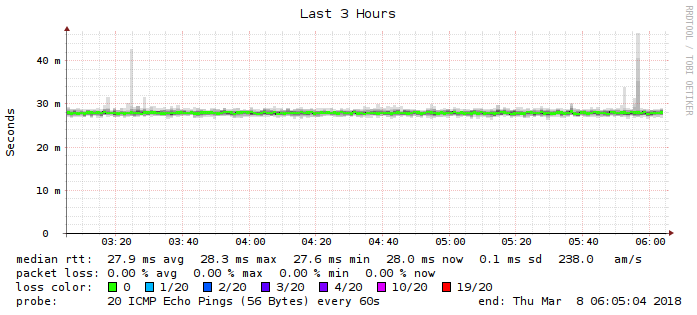 Last 3 Hours
RRDTOOL / TOBI OETIKER
Seconds
40 m
30 m
20 m
10 m
0
03:20 03:40 04:00 04:20 04:40 05:00 05:20 05:40 06:00
median rtt: 27.9 ms avg 28.3 ms max 27.6 ms min 28.0 ms now 0.1 ms sd 238.0 am/s
packet loss: 0.00 % avg 0.00 % max 0.00 % min 0.00 % now
loss color: 0 1/20 2/20 3/20 4/20 10/20 19/20
probe: 20 ICMP Echo Pings (56 Bytes) every 60s end: Thu Mar 8 06:05:04 2018